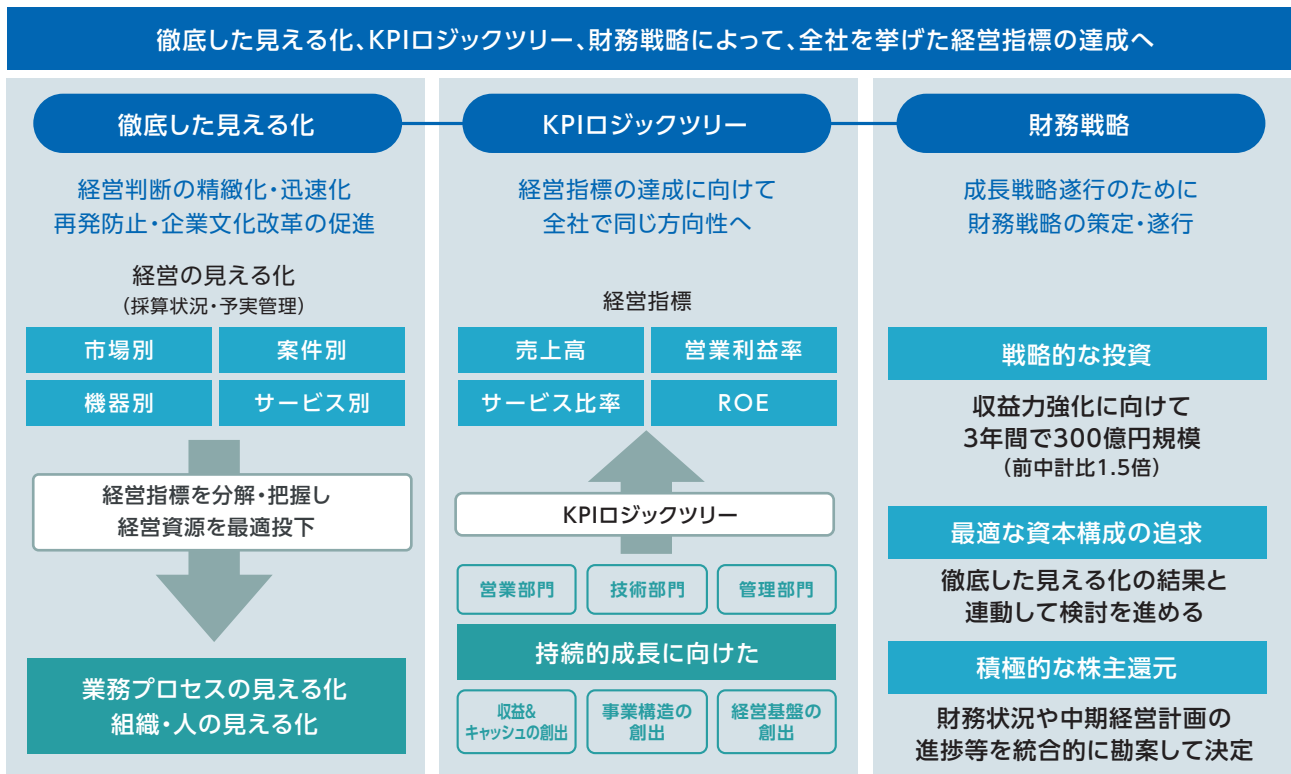 徹底した見える化、KPIロジックツリー、財務戦略によって、全社を挙げた経営指標の達成へ
徹底した見える化
経営判断の精緻化・迅速化
再発防止・企業文化改革の促進
経営の見える化
（採算状況・予実管理）
市場別
案件別
機器別
サービス別
経営指標を分解・把握し
経営資源を最適投下
業務プロセスの見える化
組織・人の見える化
KPIロジックツリー
経営指標の達成に向けて
全社で同じ方向性へ
経営指標
売上高
営業利益率
サービス比率
ROE
KPIロジックツリー
営業部門
技術部門
管理部門
持続的成長に向けた
収益&
キャッシュの創出
事業構造の
創出
経営基盤の
創出
財務戦略
成長戦略遂行のために
財務戦略の策定・遂行
戦略的な投資
収益力強化に向けて
3年間で300億円規模
（前中計比1.5倍）
最適な資本構成の追求
徹底した見える化の結果と
連動して検討を進める
積極的な株主還元
財務状況や中期経営計画の
進捗等を統合的に勘案して決定